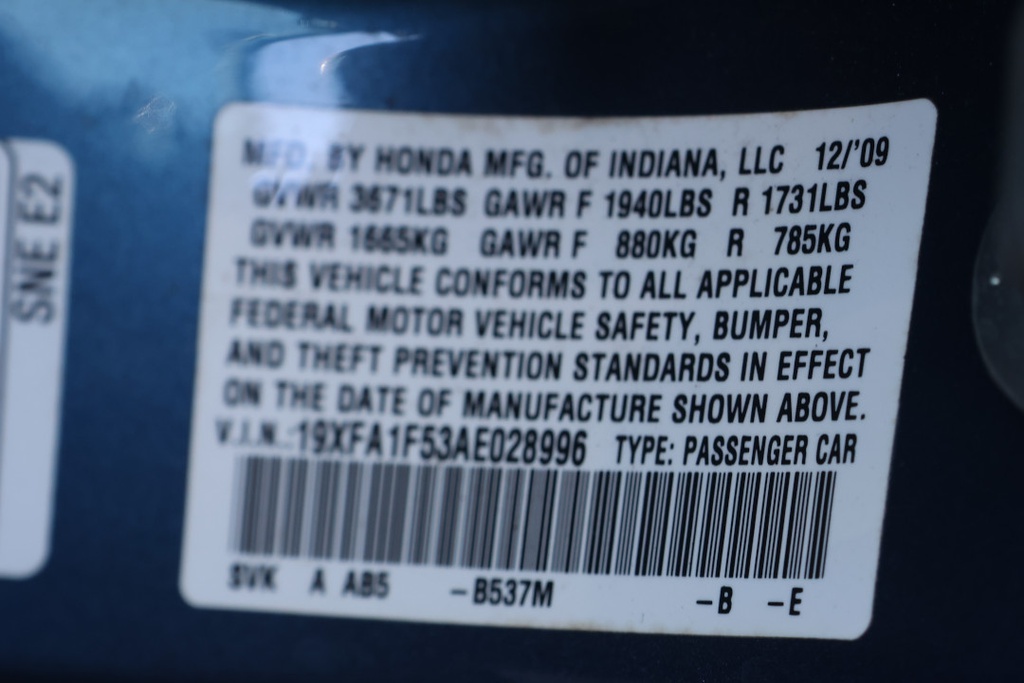 MFD. BY HONDA MFG. OF INDIANA, LLC 12/'09
GVWR 3671LBS GAWR F 1940LBS R 1731LBS
GVWR 1665KG GAWR F 880KG R 785KG
THIS VEHICLE CONFORMS TO ALL APPLICABLE
FEDERAL MOTOR VEHICLE SAFETY, BUMPER,
AND THEFT PREVENTION STANDARDS IN EFFECT
ON THE DATE OF MANUFACTURE SHOWN ABOVE.
V.I.N.:19XFA1F53AE028996 TYPE: PASSENGER CAR
SVK A AB5 -B537M -B -E
SNE E2